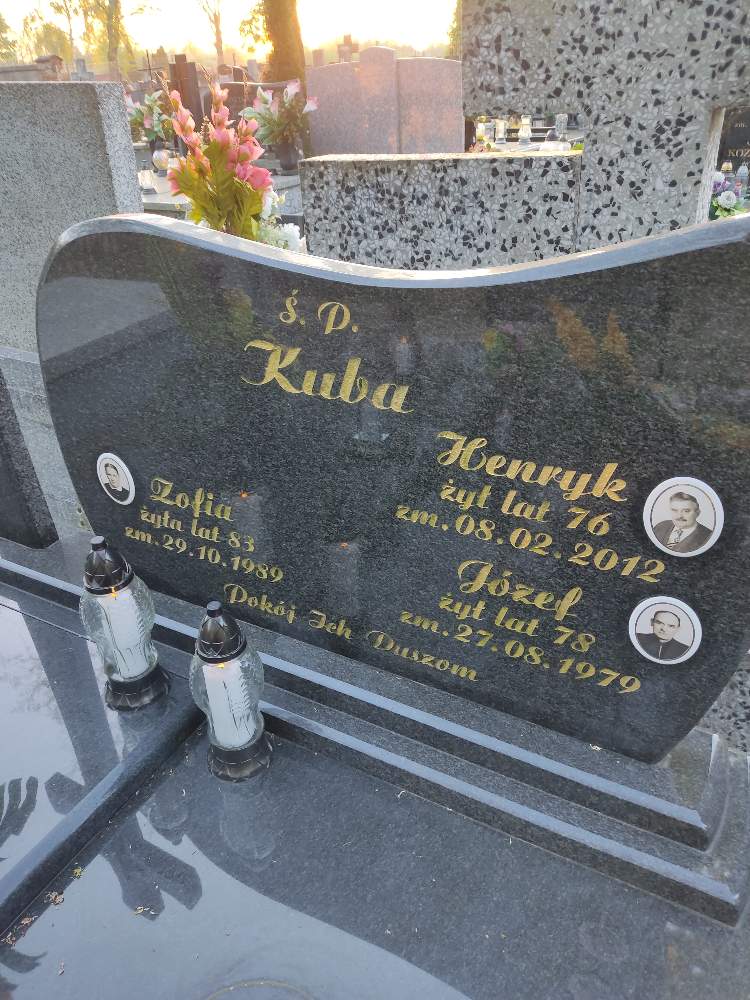 Ś. P.
Kuba
Zofia
żyła lat 83
zm. 29.10.1989
Henryk
żył lat 76
zm. 08.02.2012
Józef
żył lat 78
zm. 27.08.1979
Pokój Ich Duszom
KOZ